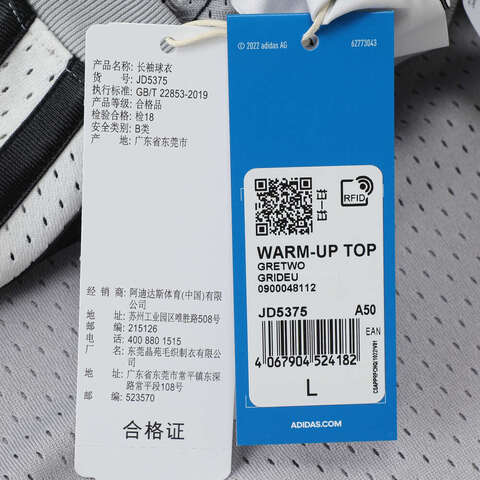 产品名称: 长袖球衣
货 号: JD5375
执行标准: GB/T 22853-2019
产品等级: 合格品
检验合格: 检18
安全类别: B类
产 地: 广东省东莞市
经 销 商: 阿迪达斯体育(中国)有限公司
地 址: 苏州工业园区唯胜路508号
邮 编: 215126
电 话: 400 880 1515
厂 名: 东莞晶苑毛织制衣有限公司
地 址: 广东省东莞市常平镇东深路常平段108号
邮 编: 523570
合格证
© 2022 adidas AG
62773043
RFID
WARM-UP TOP
GRETWO
GRIDEU
0900048112
JD5375 A50
EAN
4 067904 524182
L
ADIDAS.COM